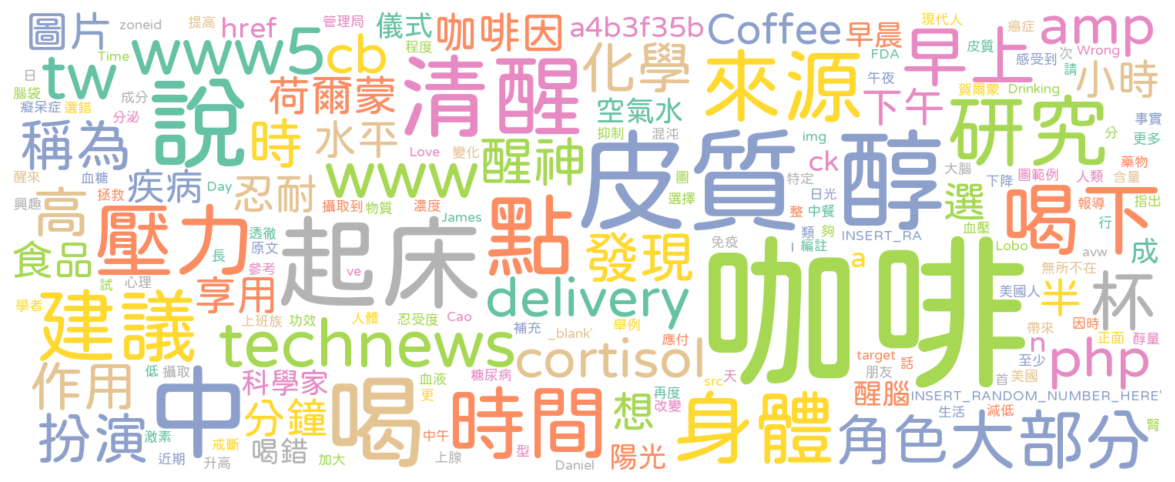 圖片
zoneid
提高
href
管理局
儀式
程度
咖啡因
a4b3f35b
Coffee
早晨
現代人
癌症
amp
早上
Time
www5
cb
tw
日
腦袋
成分
癡呆症
選錯
分泌
荷爾蒙
清醒
化學
空氣水
來源
FDA
皮質
感受到
次
請
Wrong
小時
午夜
下午
賀爾蒙
Drinking
稱為
說
時
水平
Love
變化
抑制
混沌
醒神
皮質醇
img
ck
研究
分
事實
更多
醒來
血糖
疾病
Day
忍耐
www
圖
選擇
特定
大腦
日光
中餐
選
下降
圖範例
人類
藥物
含量
報導
指出
行
興趣
高
拯救
攝取到
物質
濃度
James
點
整
類
夠
編註
I
INSERT_RA
血壓
喝下
成
食品
壓力
長
透徹
原文
參考
起床
ve
發現
免疫
a
咖啡
Lobo
avw
無所不在
試
心理
享用
delivery
美國人
半
杯
學者
建議
上班族
功效
人體
忍受度
Cao
補充
_blank'
舉例
應付
帶來
因時
正面
酵量
technews
cortisol
target
話
n
至少
php
作用
低
攝取
科學家
血液
更
糖尿病
src
天
朋友
首
美國
中
喝
時間
再度
改變
想
身體
醒腦
INSERT_RANDOM_NUMBER_HERE'
生活
減低
扮演
激素
近期
戒斷
升高
分鐘
喝錯
加大
中午
上腺
型
Daniel
陽光
角色
大部分
腎